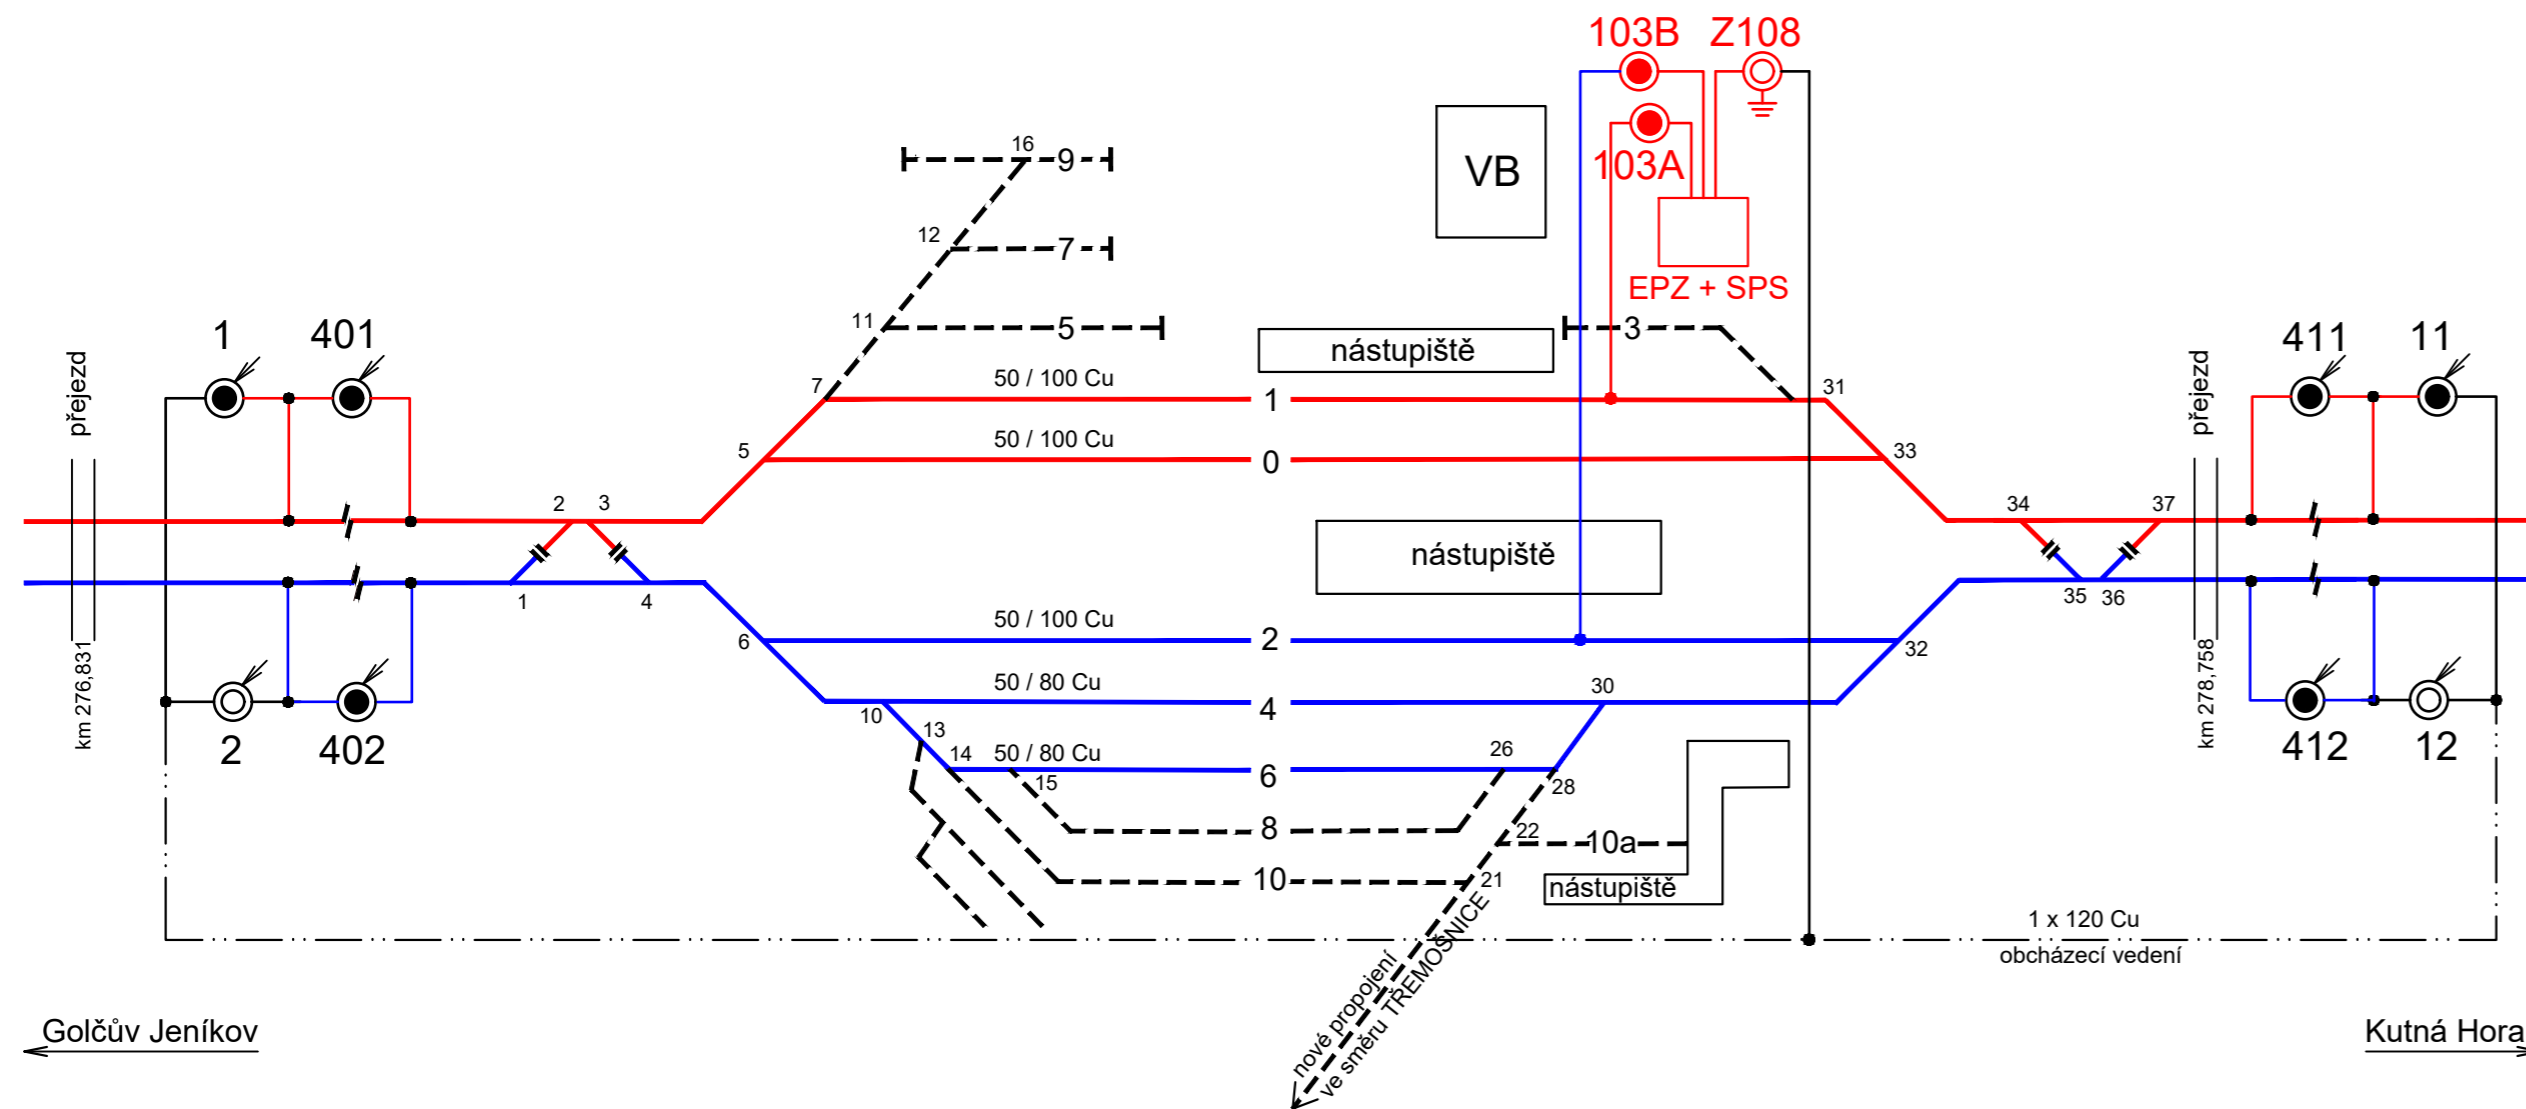 103B
Z108
103A
VB
EPZ + SPS
16
9
12
7
11
5
nástupiště
3
1
401
přejezd
7
50 / 100 Cu
1
31
411
11
přejezd
5
50 / 100 Cu
0
33
2
3
34
37
nástupiště
1
4
35
36
50 / 100 Cu
6
2
32
km 276,831
km 278,758
50 / 80 Cu
10
4
30
2
402
412
12
13
14
50 / 80 Cu
15
6
26
28
8
22
10a
10
21
nástupiště
1 x 120 Cu
obcházecí vedení
nové propojení
ve směru TŘEMOŠNICE
Golčův Jeníkov
Kutná Hora